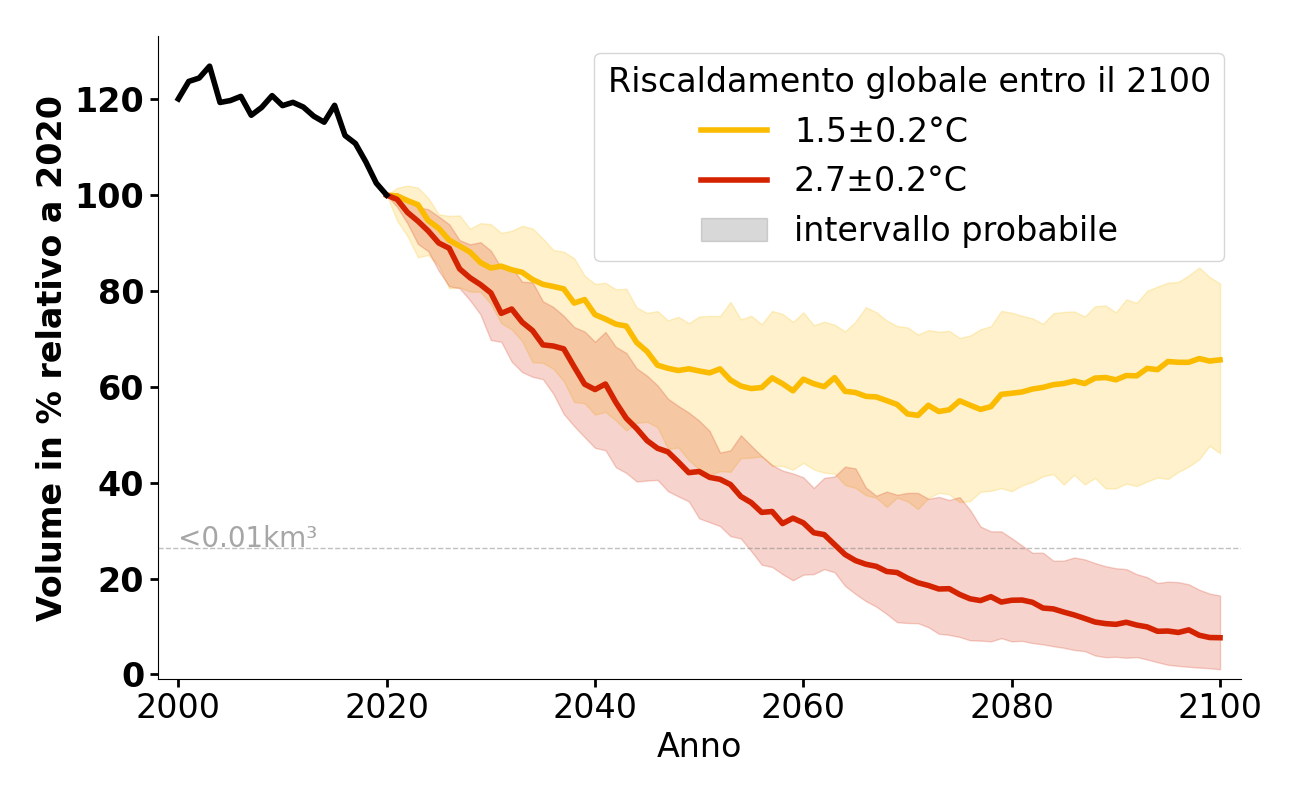 Riscaldamento globale entro il 2100
1.5±0.2°C
2.7±0.2°C
intervallo probabile
Volume in % relativo a 2020
120
100
80
60
40
20
0
<0.01km³
2000 2020 2040 2060 2080 2100
Anno